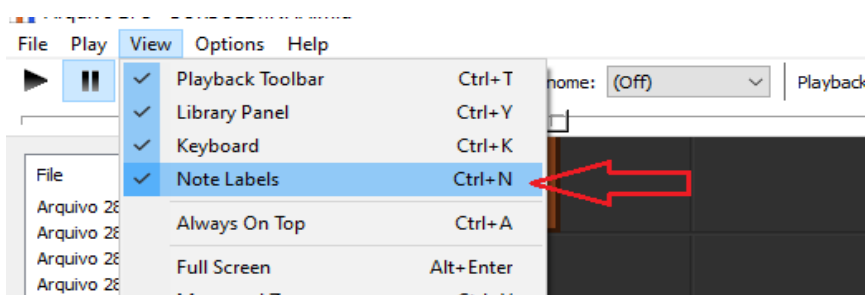 File Play View Options Help
Playback Toolbar Ctrl+T
nome: (Off) Playback
Library Panel Ctrl+Y
Keyboard Ctrl+K
File
Note Labels Ctrl+N
Arquivo 28
Arquivo 28
Always On Top Ctrl+A
Arquivo 28
Full Screen Alt+Enter
Arquivo 28